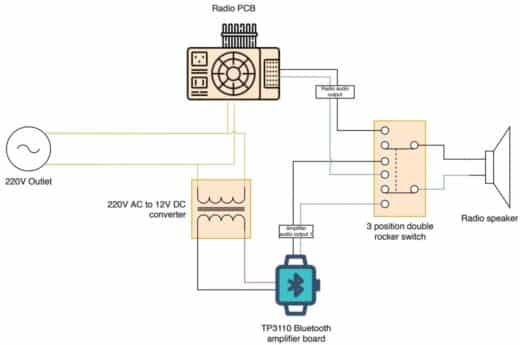 Radio PCB
Radio audio
output
220V Outlet
220V AC to 12V DC
converter
amplifier
audio output 1
3 position double
rocker switch
Radio speaker
TP3110 Bluetooth
amplifier board